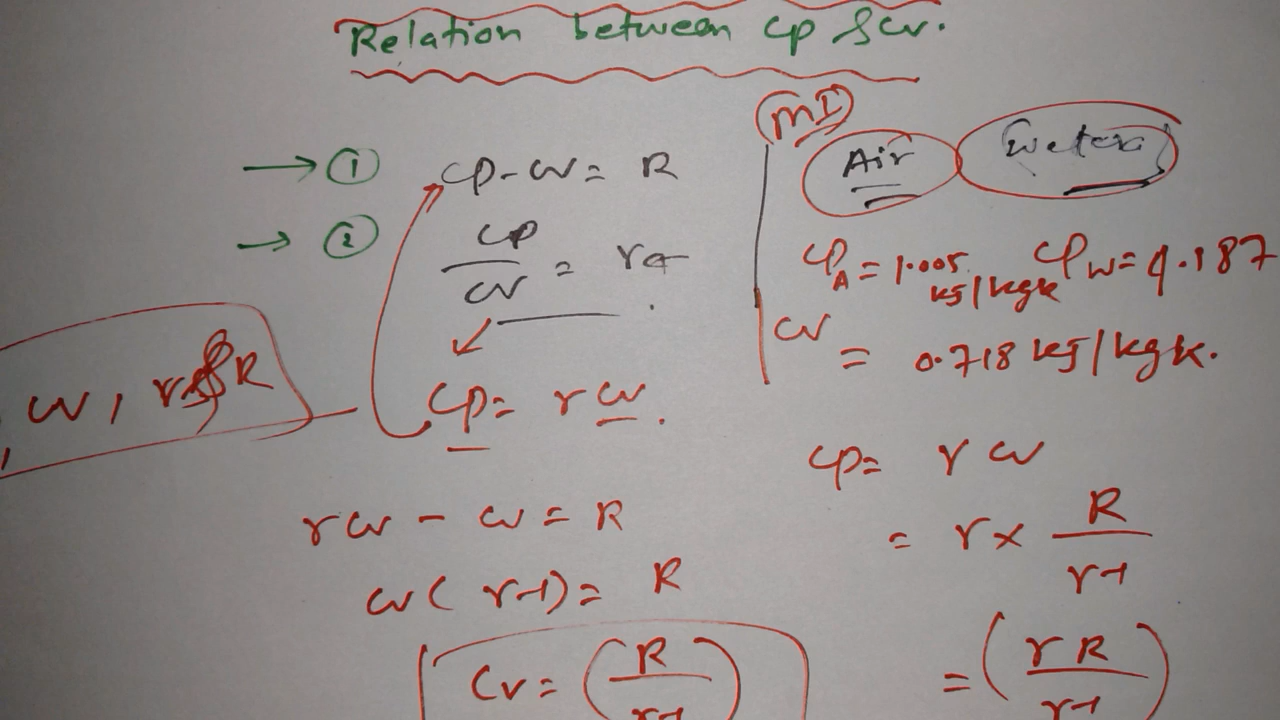 Relation between Cp & Cv.
→ ① Cp - Cv = R
→ ② Cp/Cv = r
Cp = r Cv.
, Cv, r & R
rCv - Cv = R
Cv (r-1) = R
Cv = (R/r-1)
MI
Air Water
CpA = 1.005 kJ/kgK CpW = 4.187
Cv = 0.718 kJ/kgK.
Cp = r Cv
= r × R/r-1
= (rR/r-1)